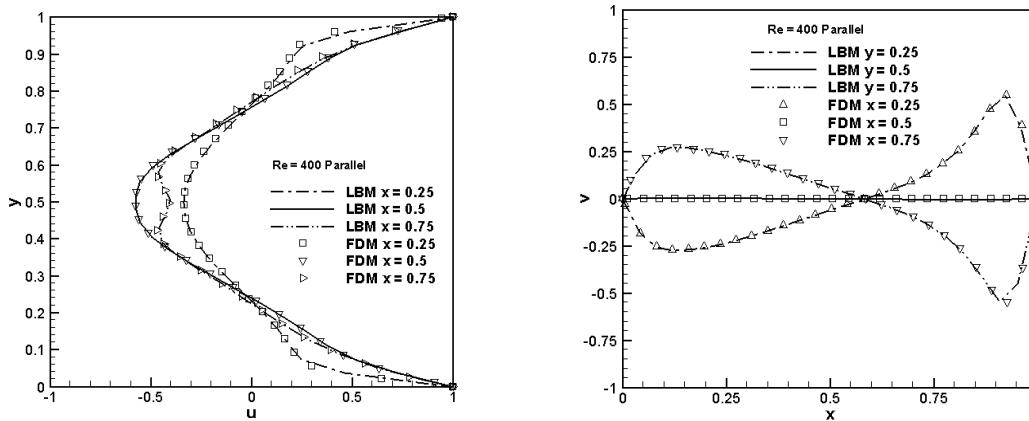 1
0.9
0.8
0.7
0.6
0.5
0.4
0.3
0.2
0.1
0
y
Re = 400 Parallel
LBM x = 0.25
LBM x = 0.5
LBM x = 0.75
FDM x = 0.25
FDM x = 0.5
FDM x = 0.75
-1 -0.5 0 0.5 1
u
1
0.75
0.5
0.25
0
-0.25
-0.5
-0.75
-1
v
Re = 400 Parallel
LBM y = 0.25
LBM y = 0.5
LBM y = 0.75
FDM x = 0.25
FDM x = 0.5
FDM x = 0.75
0 0.25 0.5 0.75
x